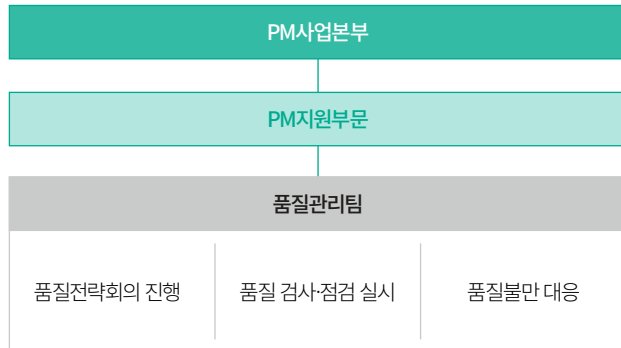 PM사업본부
PM지원부문
품질관리팀
품질전략회의 진행
품질 검사·점검 실시
품질불만 대응